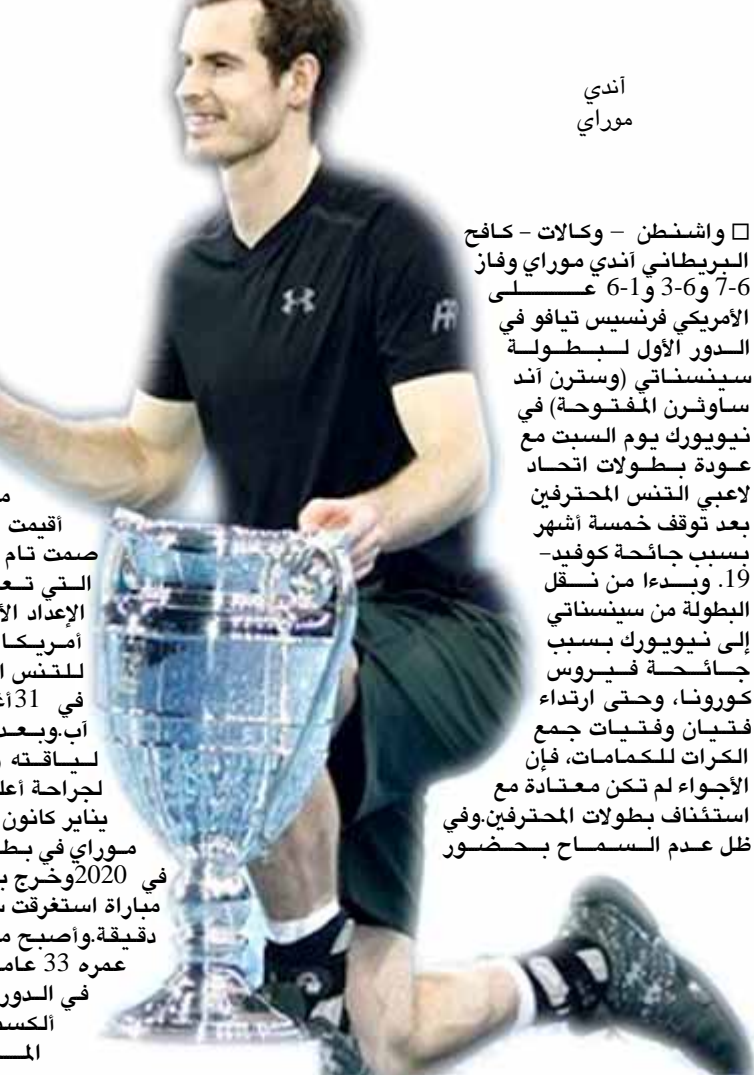 آندي
موراي
□ واشنطن – وكالات - كافح
البريطاني آندي موراي وفاز
7-6 و3-6 و6-1 على
الأمريكي فرنسيس تيافو في
الدور الأول لبطولة
سينسناتي (وسترن آند
ساوثرن المفتوحة) في
نيويورك يوم السبت مع
عودة بطولات اتحاد
لاعبي التنس المحترفين
بعد توقف خمسة أشهر
بسبب جائحة كوفيد-
19. وبدءا من نقل
البطولة من سينسناتي
إلى نيويورك بسبب
جائحة فيروس
كورونا، وحتى ارتداء
فتيان وفتيات جمع
الكرات للكمامات، فإن
الأجواء لم تكن معتادة مع
استئناف بطولات المحترفين.وفي
ظل عدم السماح بحضور
أقيمت
صمت تام
التي
الإعداد
أمريكا
للتنس
في 31
آب.وبعد
لياقته
لجراحة
يناير كانون
موراي في
في 2020وخرج
مباراة استغرقت
دقيقة.وأصبح
عمره 33
في الدور